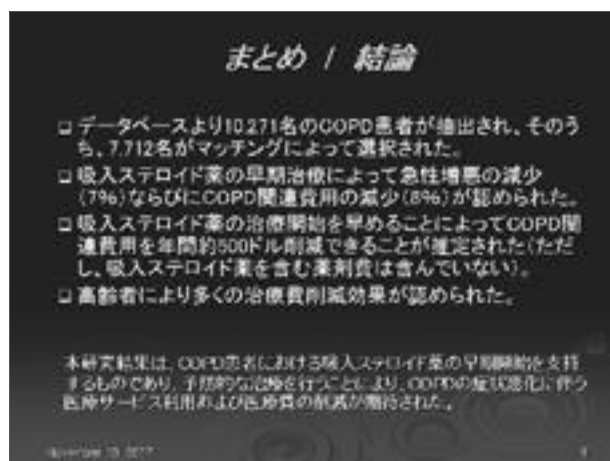 まとめ / 結論
□ データベースより10,271名のCOPD患者が抽出され、そのう
ち、7,712名がマッチングによって選択された。
□ 吸入ステロイド薬の早期治療によって急性増悪の減少
(7%)ならびにCOPD関連費用の減少(8%)が認められた。
□ 吸入ステロイド薬の治療開始を早めることによってCOPD関
連費用を年間約500ドル削減できることが推定された(ただ
し、吸入ステロイド薬を含む薬剤費は含んでいない)。
□ 高齢者により多くの治療費削減効果が認められた。
本研究結果は、COPD患者における吸入ステロイド薬の早期開始を支持
するものであり、予防的な治療を行うことにより、COPDの症状悪化に伴う
医療サービス利用および医療費の削減が期待された。
November